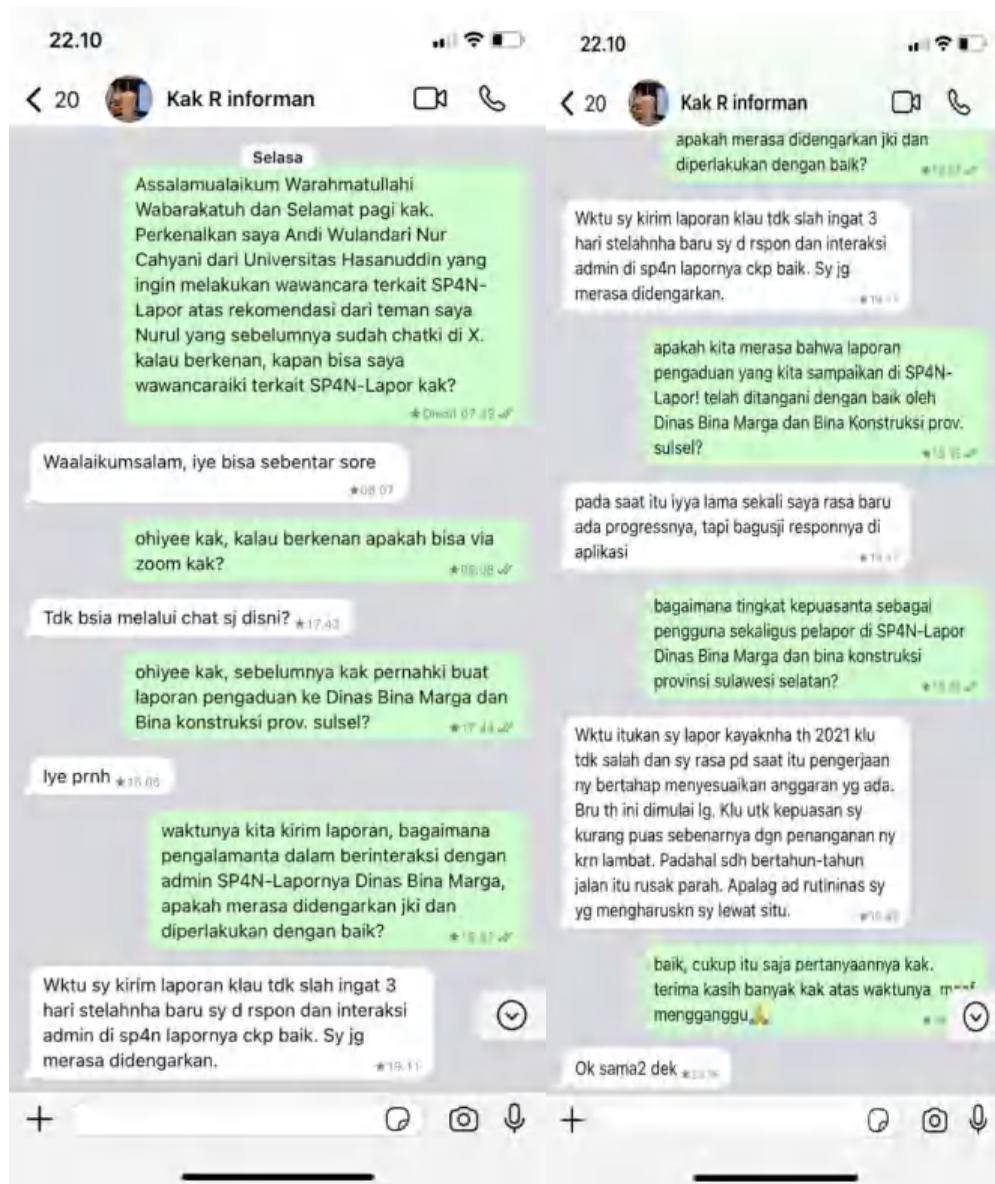 22.10
20 Kak R informan
Selasa
Assalamualaikum Warahmatullahi
Wabarakatuh dan Selamat pagi kak.
Perkenalkan saya Andi Wulandari Nur
Cahyani dari Universitas Hasanuddin yang
ingin melakukan wawancara terkait SP4N-
Lapor atas rekomendasi dari teman saya
Nurul yang sebelumnya sudah chatki di X.
kalau berkenan, kapan bisa saya
wawancaraiki terkait SP4N-Lapor kak?
Waalaikumsalam, iye bisa sebentar sore
08.07
ohiyee kak, kalau berkenan apakah bisa via
zoom kak?
Tdk bsia melalui chat sj disni? 17.43
ohiyee kak, sebelumnya kak pernahki buat
laporan pengaduan ke Dinas Bina Marga dan
Bina konstruksi prov. sulsel?
Iye prnh
waktunya kita kirim laporan, bagaimana
pengalamanta dalam berinteraksi dengan
admin SP4N-Lapornya Dinas Bina Marga,
apakah merasa didengarkan jki dan
diperlakukan dengan baik?
Wktu sy kirim laporan klau tdk slah ingat 3
hari stelahnha baru sy d rspon dan interaksi
admin di sp4n lapornya ckp baik. Sy jg
merasa didengarkan.
19.11
22.10
20 Kak R informan
apakah merasa didengarkan jki dan
diperlakukan dengan baik?
Wktu sy kirim laporan klau tdk slah ingat 3
hari stelahnha baru sy d rspon dan interaksi
admin di sp4n lapornya ckp baik. Sy jg
merasa didengarkan.
apakah kita merasa bahwa laporan
pengaduan yang kita sampaikan di SP4N-
Lapor! telah ditangani dengan baik oleh
Dinas Bina Marga dan Bina Konstruksi prov.
sulsel?
pada saat itu iyya lama sekali saya rasa baru
ada progressnya, tapi bagusji responnya di
aplikasi
bagaimana tingkat kepuasanta sebagai
pengguna sekaligus pelapor di SP4N-Lapor
Dinas Bina Marga dan bina konstruksi
provinsi sulawesi selatan?
Wktu itukan sy lapor kayaknha th 2021 klu
tdk salah dan sy rasa pd saat itu pengerjaan
ny bertahap menyesuaikan anggaran yg ada.
Bru th ini dimulai lg. Klu utk kepuasan sy
kurang puas sebenarnya dgn penanganan ny
krn lambat. Padahal sdh bertahun-tahun
jalan itu rusak parah. Apalag ad rutininas sy
yg mengharuskn sy lewat situ.
baik, cukup itu saja pertanyaannya kak.
terima kasih banyak kak atas waktunya
mengganggu🙏
Ok sama2 dek